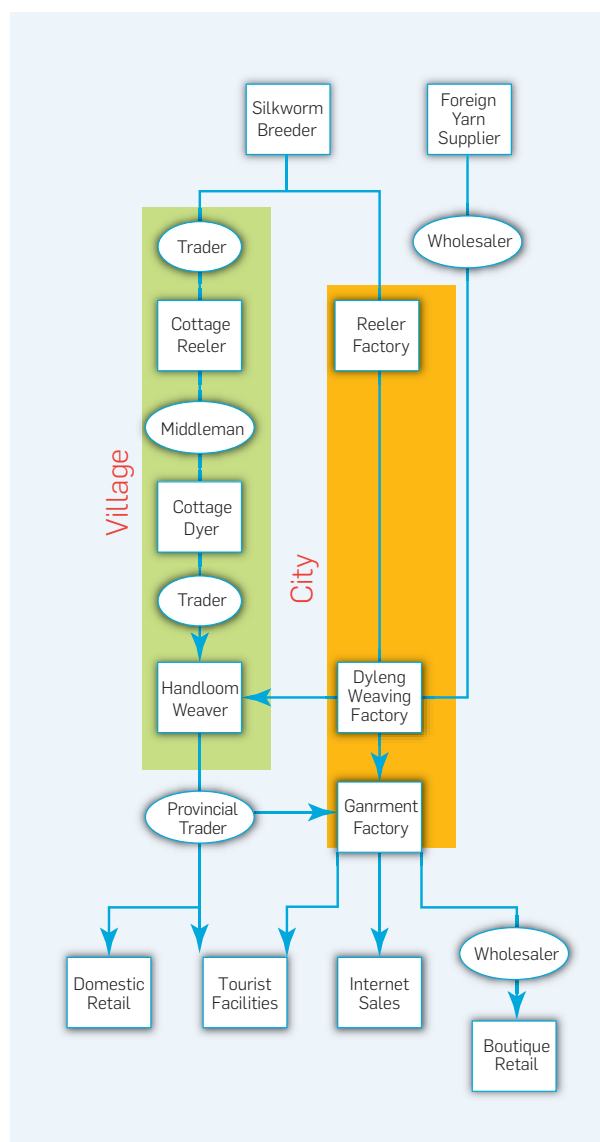 Silkworm
Breeder
Foreign
Yarn
Supplier
Trader
Wholesaler
Cottage
Reeler
Reeler
Factory
Middleman
Village
Cottage
Dyer
City
Trader
Handloom
Weaver
Dyleng
Weaving
Factory
Provincial
Trader
Ganrment
Factory
Domestic
Retail
Tourist
Facilities
Internet
Sales
Wholesaler
Boutique
Retail